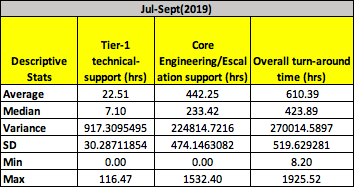 Jul-Sept(2019)
Descriptive Stats Tier-1 technical-support (hrs) Core Engineering/Escalation support (hrs) Overall turn-around time (hrs)
Average 22.51 442.25 610.39
Median 7.10 233.42 423.89
Variance 917.3095495 224814.7216 270014.5897
SD 30.28711854 474.1463082 519.629281
Min 0.00 0.00 8.20
Max 116.47 1532.40 1925.52